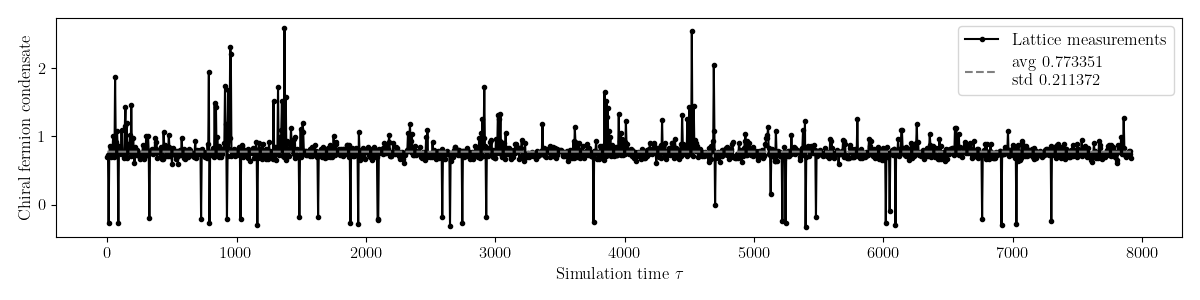 Chiral fermion condensate
2
1
0
Lattice measurements
avg 0.773351
std 0.211372
0 1000 2000 3000 4000 5000 6000 7000 8000
Simulation time τ